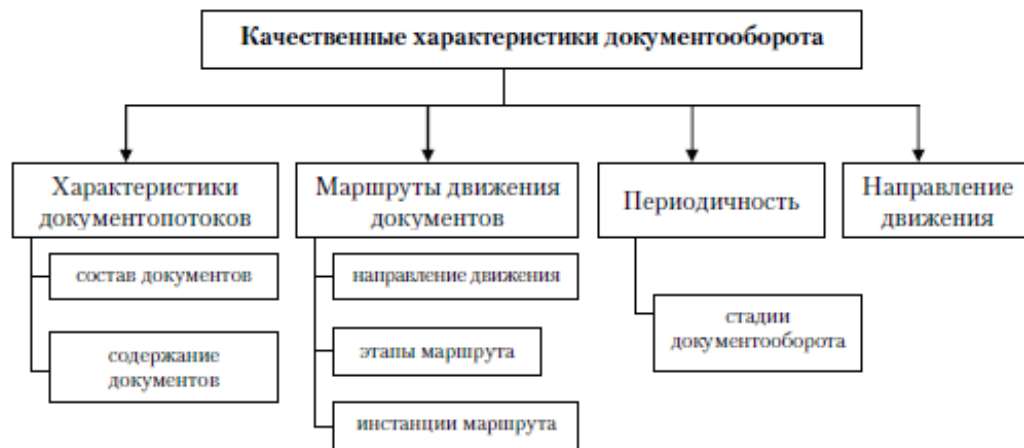 Качественные характеристики документооборота
Характеристики
документопотоков
состав документов
содержание
документов
Маршруты движения
документов
направление движения
этапы маршрута
инстанции маршрута
Периодичность
стадии
документооборота
Направление
движения